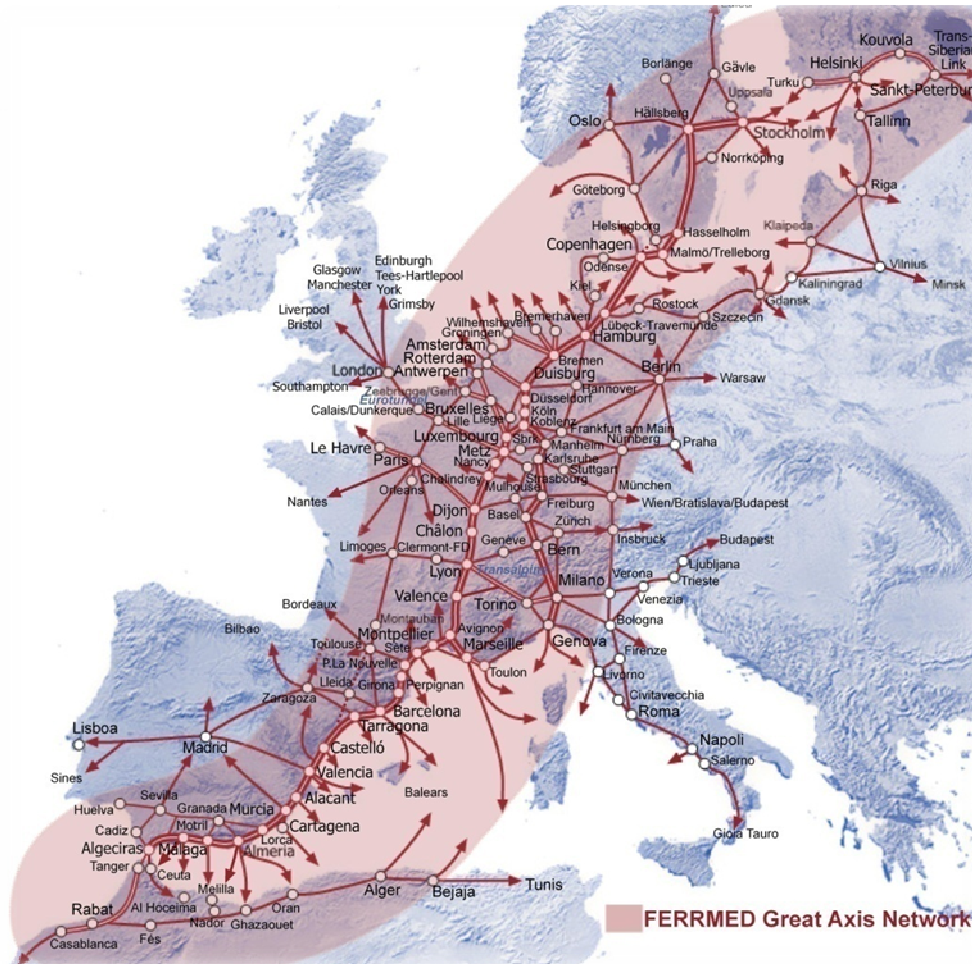 Kouvola
Trans-
Siberian
Link
Helsinki
Borlänge
Gävle
Turku
Uppsala
Sankt-Peterburg
Hällsberg
Oslo
Stockholm
Tallinn
Norrköping
Göteborg
Riga
Helsingborg
Hasselholm
Klaipeda
Copenhagen
Malmö/Trelleborg
Odense
Vilnius
Kaliningrad
Minsk
Kiel
Gdansk
Rostock
Edinburgh
Glasgow
Tees-Hartlepool
Manchester
York
Grimsby
Liverpool
Bristol
Bremerhaven
Wilhemshaven
Groningen
Lübeck-Travemünde
Szczecin
Hamburg
Amsterdam
Rotterdam
Bremen
London
Antwerpen
Duisburg
Berlin
Warsaw
Southampton
Zeebrugge/Gent
Hannover
Eurotunnel
Düsseldorf
Calais/Dunkerque
Bruxelles
Köln
Lille
Liège
Koblenz
Frankfurt am Main
Luxembourg
Sbrk
Manheim
Nürnberg
Praha
Le Havre
Metz
Paris
Nancy
Karlsruhe
Stuttgart
Chalindrey
Strasbourg
Orleans
Mulhouse
München
Nantes
Freiburg
Wien/Bratislava/Budapest
Dijon
Basel
Zürich
Châlon
Genève
Insbruck
Budapest
Limoges
Clermont-FD
Bern
Ljubljana
Lyon
Transalpine
Verona
Trieste
Milano
Venezia
Valence
Torino
Bordeaux
Montauban
Bologna
Bilbao
Toulouse
Montpellier
Avignon
Genova
Sète
Marseille
Firenze
P.La Nouvelle
Toulon
Livorno
Lleida
Girona
Perpignan
Zaragoza
Civitavecchia
Barcelona
Roma
Lisboa
Tarragona
Madrid
Castelló
Napoli
Salerno
Sines
Valencia
Balears
Alacant
Sevilla
Huelva
Granada
Murcia
Cartagena
Motril
Cadiz
Lorca
Gioia Tauro
Algeciras
Málaga
Almeria
Tanger
Ceuta
Melilla
Alger
Bejaja
Tunis
Al Hoceima
Oran
Rabat
Nador
Ghazaouet
Casablanca
Fés
FERRMED Great Axis Network